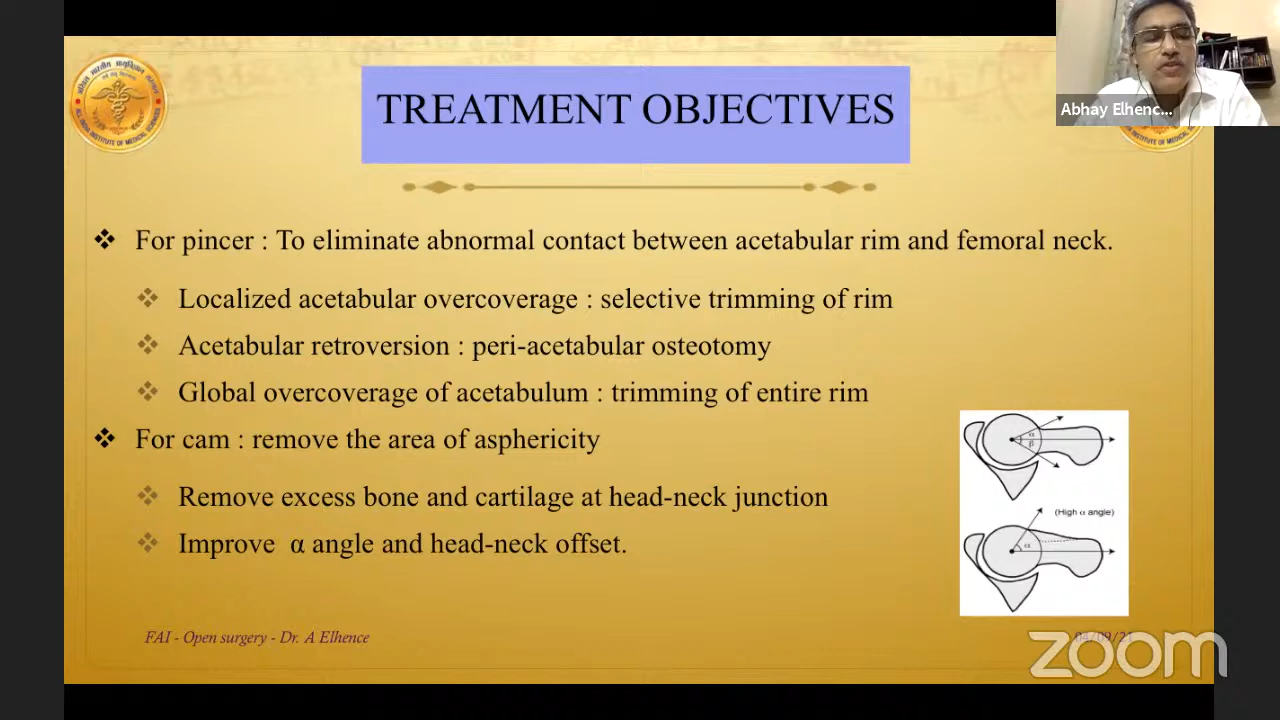 TREATMENT OBJECTIVES
Abhay Elhenc...
❖ For pincer : To eliminate abnormal contact between acetabular rim and femoral neck.
❖ Localized acetabular overcoverage : selective trimming of rim
❖ Acetabular retroversion : peri-acetabular osteotomy
❖ Global overcoverage of acetabulum : trimming of entire rim
❖ For cam : remove the area of asphericity
❖ Remove excess bone and cartilage at head-neck junction
❖ Improve α angle and head-neck offset.
α
β
(High α angle)
α
FAI - Open surgery - Dr. A Elhence
04/09/21
zoom